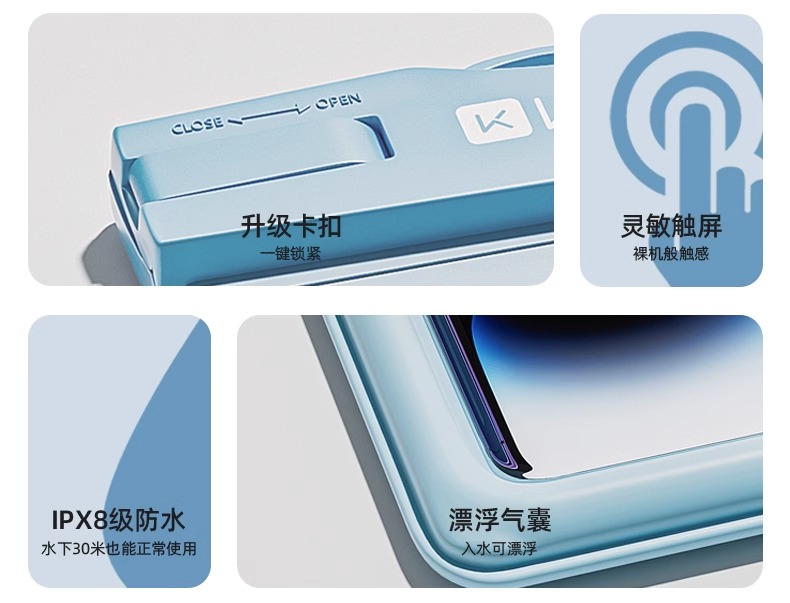 CLOSE
OPEN
升级卡扣
一键锁紧
灵敏触屏
裸机般触感
IPX8级防水
水下30米也能正常使用
漂浮气囊
入水可漂浮